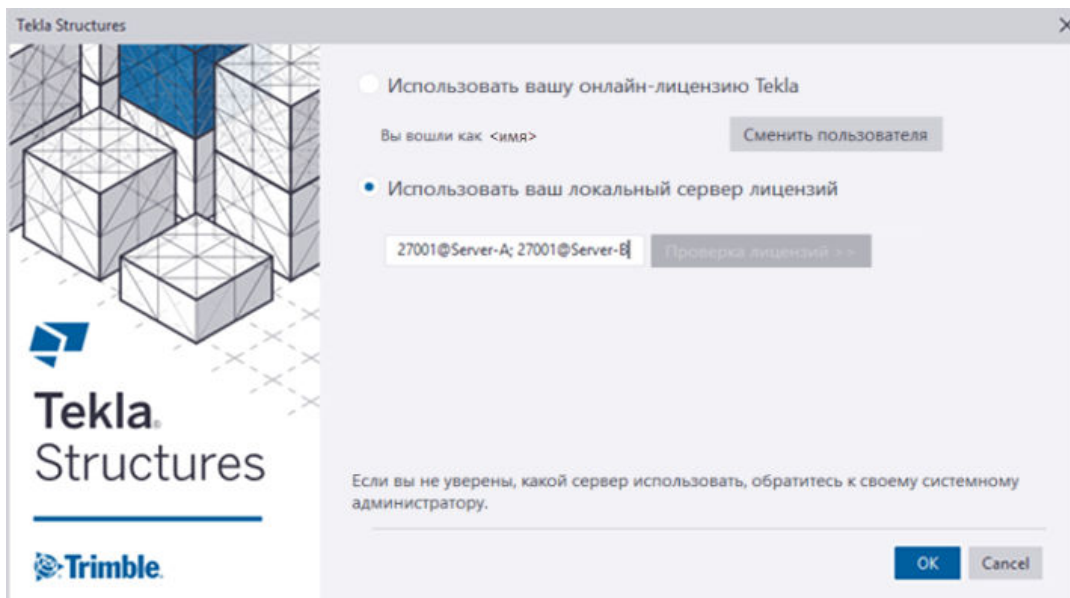 Tekla Structures
Использовать вашу онлайн-лицензию Tekla
Вы вошли как <имя>
Сменить пользователя
Использовать ваш локальный сервер лицензий
27001@Server-A; 27001@Server-B
Проверка лицензий >>
Tekla®
Structures
Если вы не уверены, какой сервер использовать, обратитесь к своему системному
администратору.
Trimble.
OK
Cancel